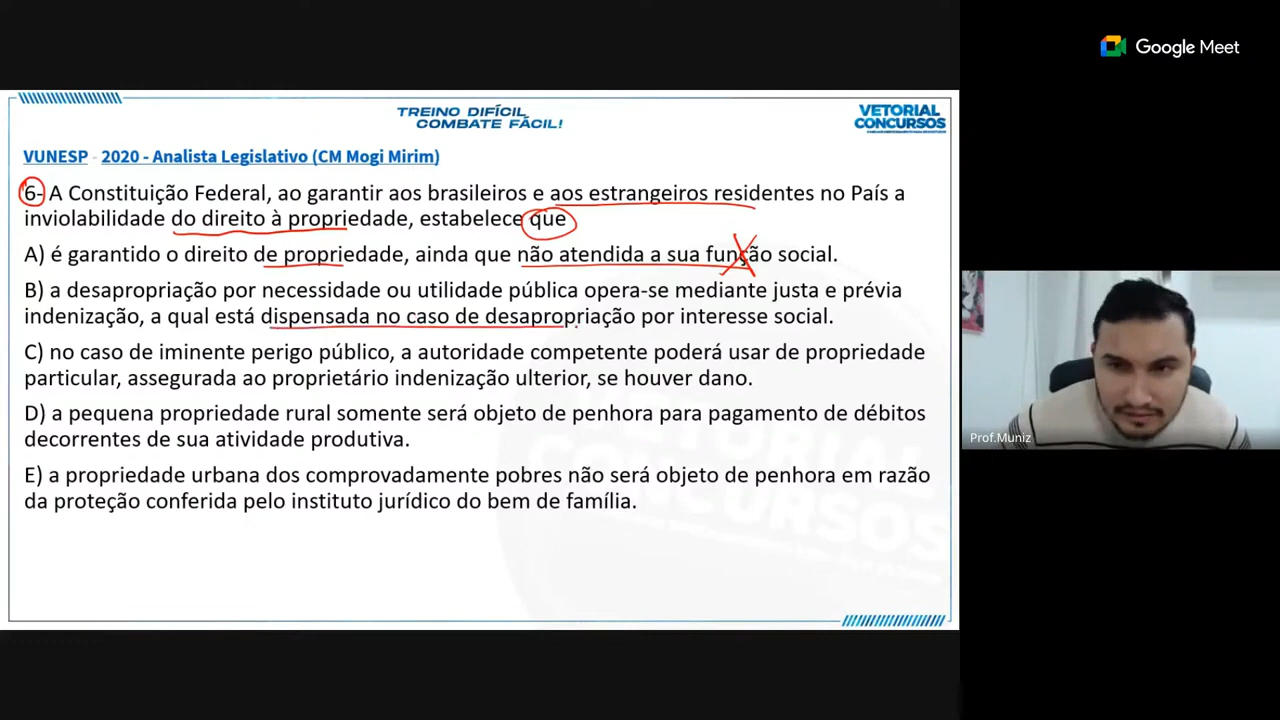 Google Meet
TREINO DIFÍCIL
COMBATE FÁCIL!
VETORIAL
CONCURSOS
VUNESP - 2020 - Analista Legislativo (CM Mogi Mirim)
6- A Constituição Federal, ao garantir aos brasileiros e aos estrangeiros residentes no País a
inviolabilidade do direito à propriedade, estabelece que
A) é garantido o direito de propriedade, ainda que não atendida a sua função social.
B) a desapropriação por necessidade ou utilidade pública opera-se mediante justa e prévia
indenização, a qual está dispensada no caso de desapropriação por interesse social.
C) no caso de iminente perigo público, a autoridade competente poderá usar de propriedade
particular, assegurada ao proprietário indenização ulterior, se houver dano.
D) a pequena propriedade rural somente será objeto de penhora para pagamento de débitos
decorrentes de sua atividade produtiva.
E) a propriedade urbana dos comprovadamente pobres não será objeto de penhora em razão
da proteção conferida pelo instituto jurídico do bem de família.
VETORIAL
CONCURSOS
Prof.Muniz